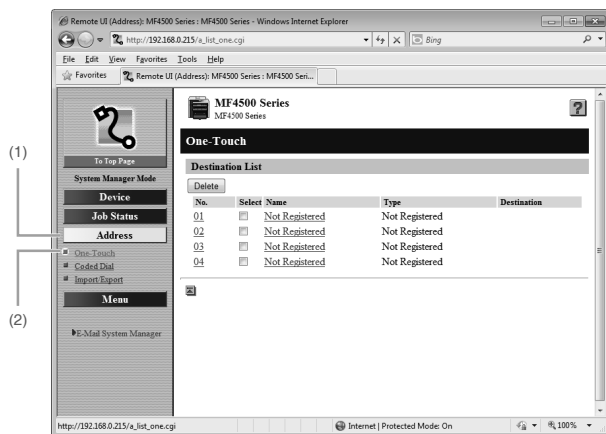 Remote UI (Address): MF4500 Series : MF4500 Series - Windows Internet Explorer
http://192.168.0.215/a_list_one.cgi
Bing
File Edit View Favorites Tools Help
Favorites Remote UI (Address): MF4500 Series : MF4500 Seri...
MF4500 Series
MF4500 Series
?
To Top Page
System Manager Mode
Device
Job Status
(1)
Address
One-Touch
Coded Dial
Import/Export
(2)
Menu
E-Mail System Manager
One-Touch
Destination List
Delete
No. Select Name Type Destination
01 Not Registered Not Registered
02 Not Registered Not Registered
03 Not Registered Not Registered
04 Not Registered Not Registered
http://192.168.0.215/a_list_one.cgi Internet | Protected Mode: On 100%